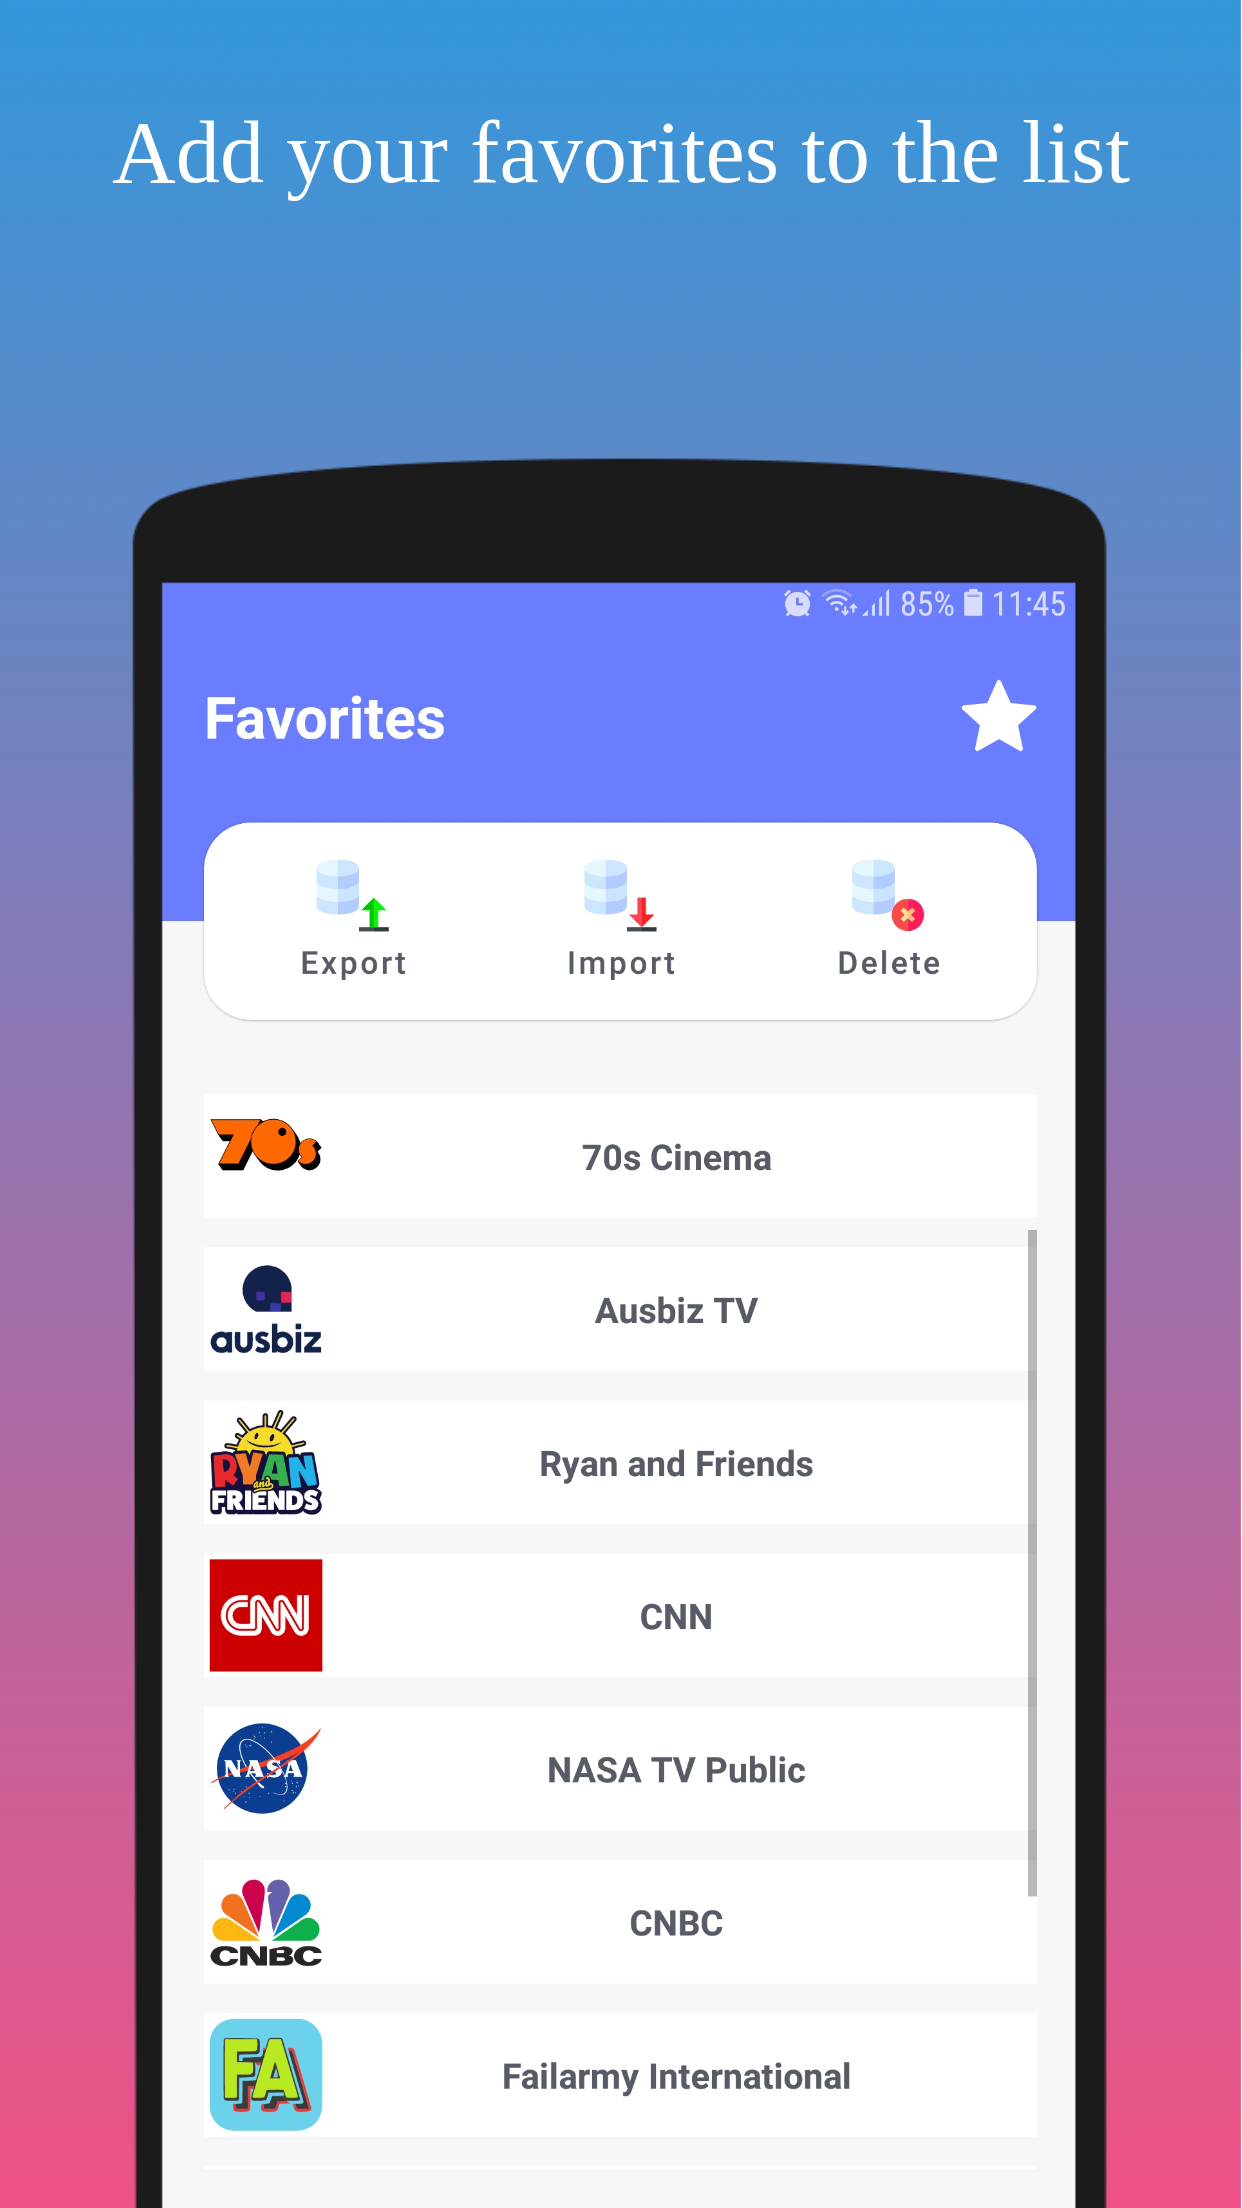 Add your favorites to the list
85% 11:45
Favorites
Export Import Delete
70s
70s Cinema
ausbiz
Ausbiz TV
RYAN
and
FRIENDS
Ryan and Friends
CNN
CNN
NASA
NASA TV Public
CNBC
CNBC
FA
Failarmy International